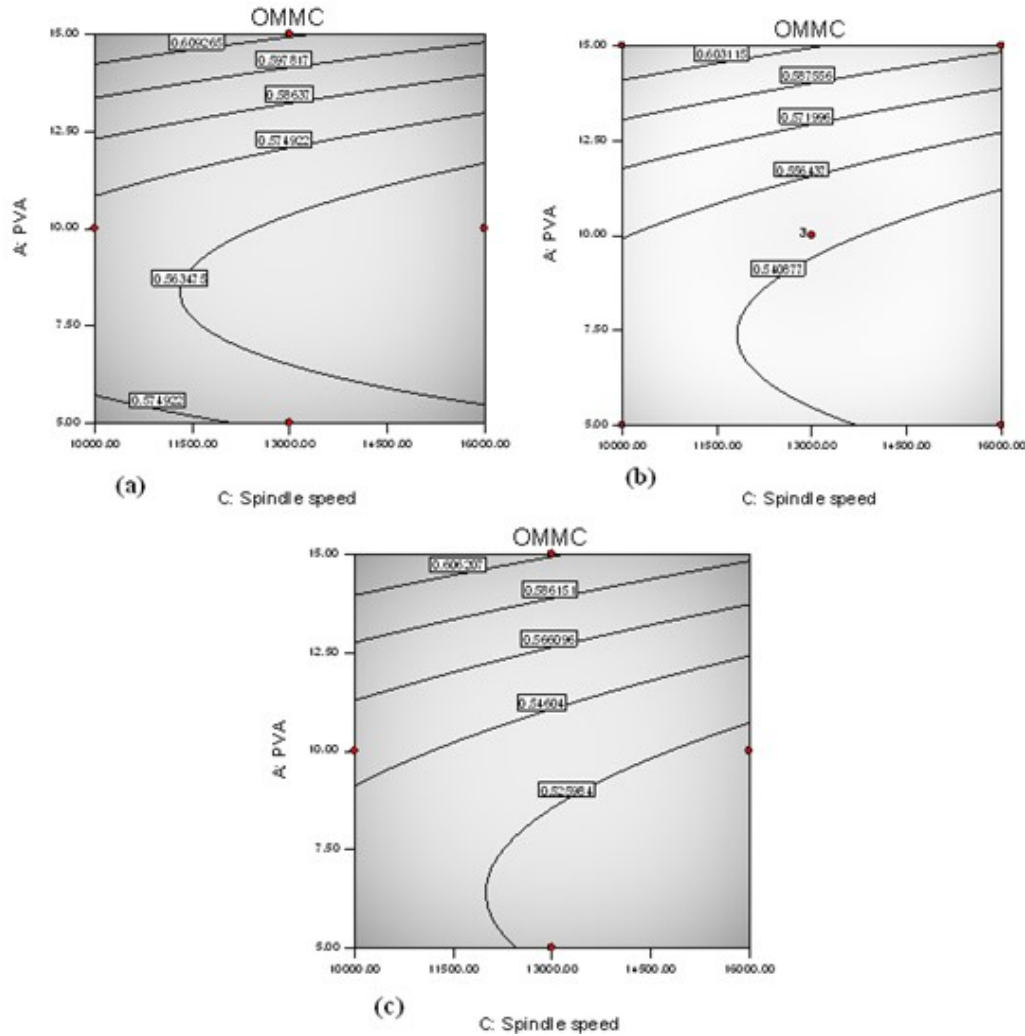 OMMC
15.00
12.50
10.00
7.50
5.00
A: PVA
0.609265
0.597817
0.58637
0.574922
0.563475
0.574922
10000.00 11500.00 13000.00 14500.00 16000.00
(a)
C: Spindle speed
OMMC
15.00
12.50
10.00
7.50
5.00
A: PVA
0.603115
0.587556
0.571996
0.556437
3
0.540877
10000.00 11500.00 13000.00 14500.00 16000.00
(b)
C: Spindle speed
OMMC
15.00
12.50
10.00
7.50
5.00
A: PVA
0.606207
0.586151
0.566096
0.54604
0.525984
10000.00 11500.00 13000.00 14500.00 16000.00
(c)
C: Spindle speed